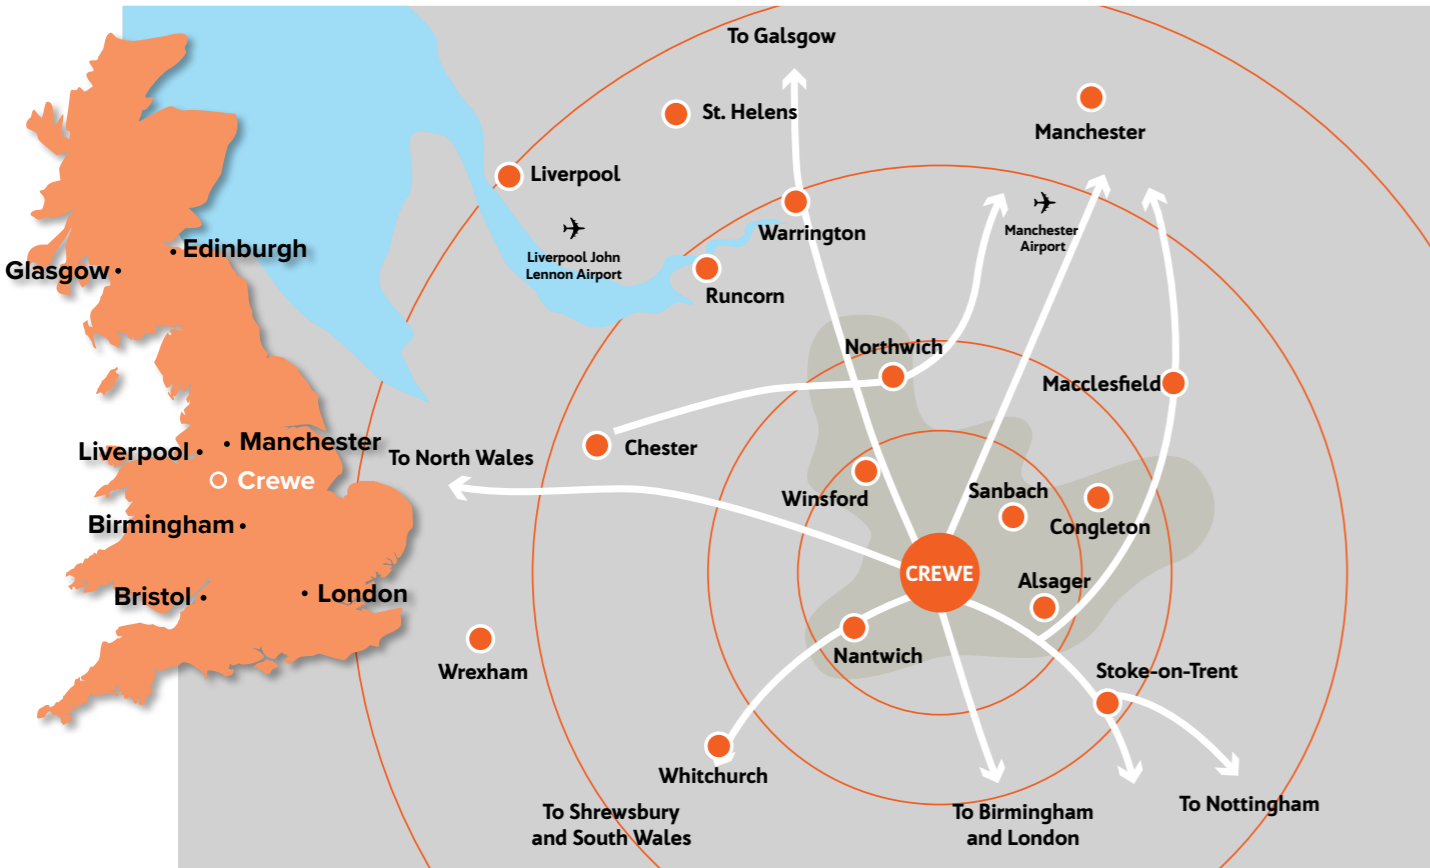 To Galsgow
St. Helens
Manchester
Liverpool
Manchester
Airport
Warrington
Liverpool John
Lennon Airport
Runcorn
Edinburgh
Glasgow
Northwich
Macclesfield
Manchester
Liverpool
Chester
To North Wales
Crewe
Winsford
Sanbach
Congleton
Birmingham
CREWE
Alsager
Bristol
London
Nantwich
Wrexham
Stoke-on-Trent
Whitchurch
To Shrewsbury
and South Wales
To Birmingham
and London
To Nottingham